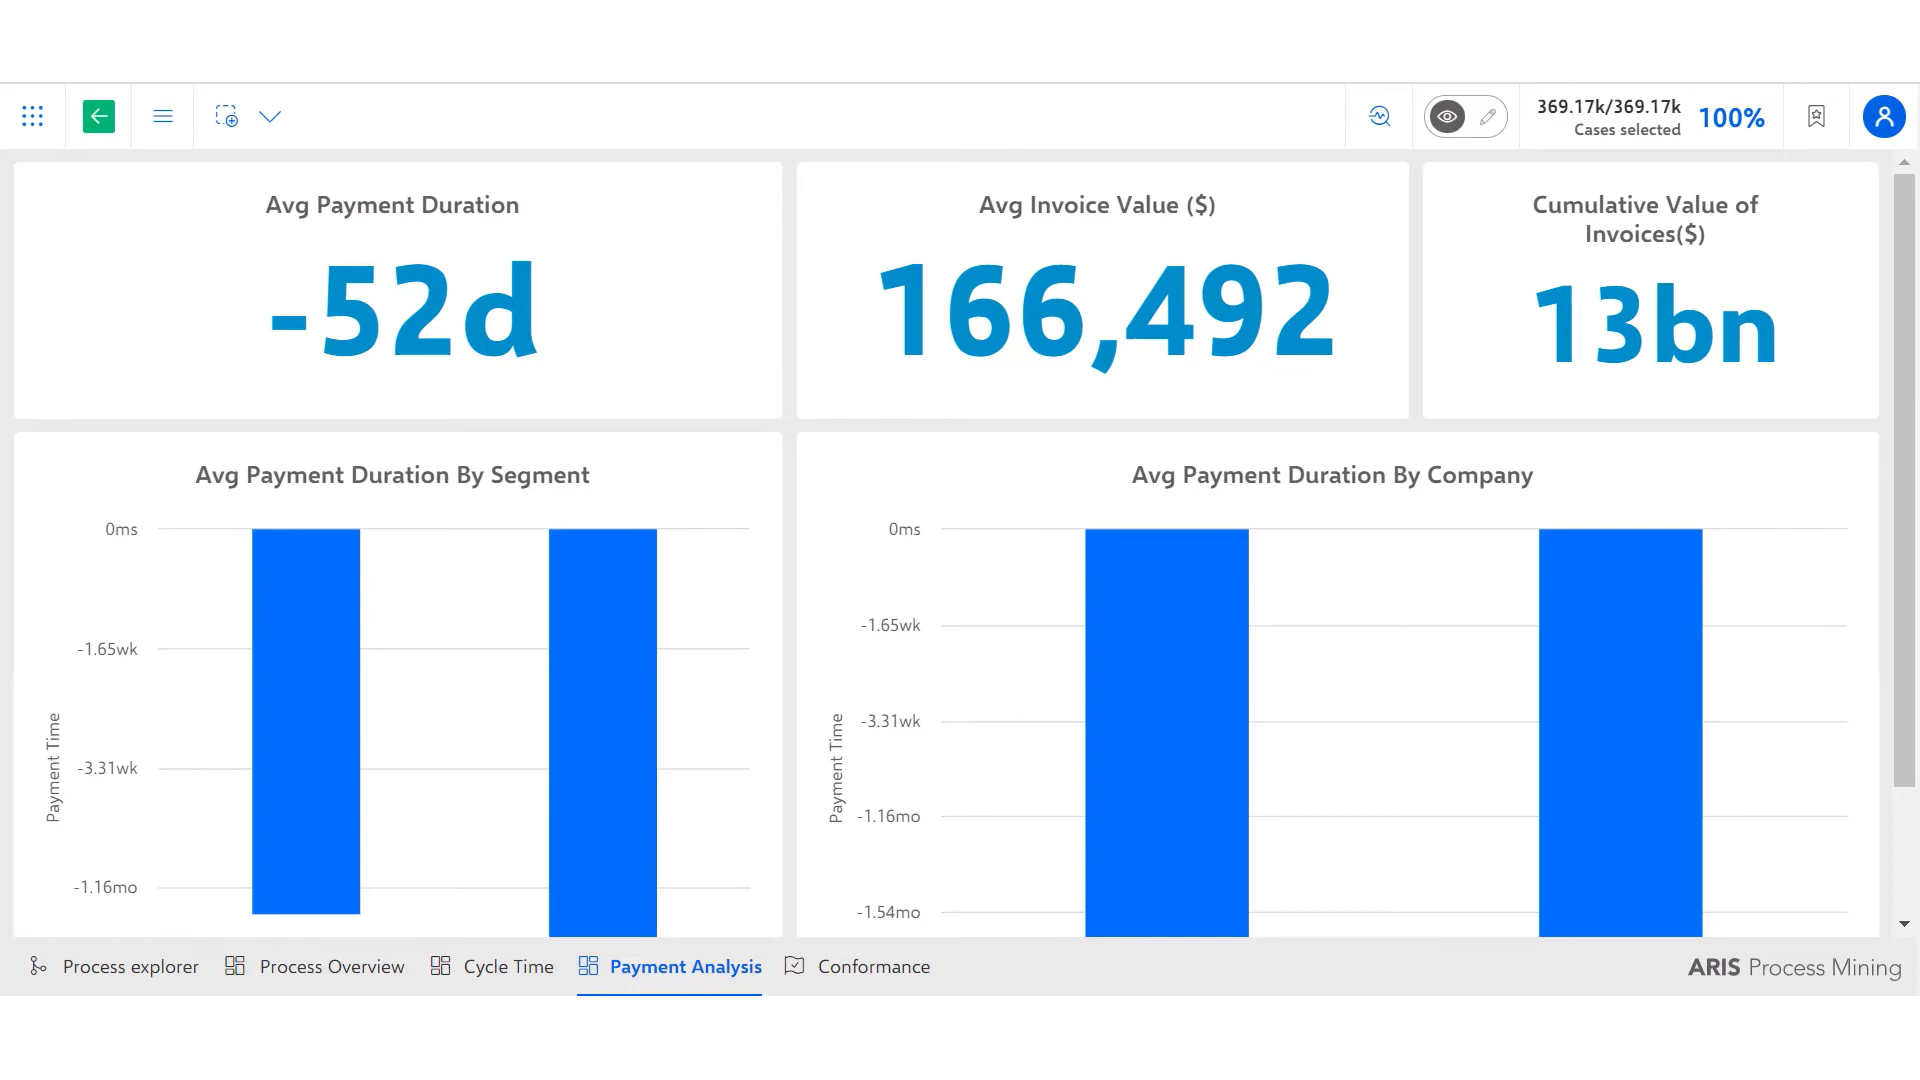 369.17k/369.17k
Cases selected
100%
Avg Payment Duration
-52d
Avg Invoice Value ($)
166,492
Cumulative Value of
Invoices($)
13bn
Avg Payment Duration By Segment
0ms
-1.65wk
-3.31wk
-1.16mo
Payment Time
Avg Payment Duration By Company
0ms
-1.65wk
-3.31wk
-1.16mo
-1.54mo
Payment Time
Process explorer
Process Overview
Cycle Time
Payment Analysis
Conformance
ARIS Process Mining